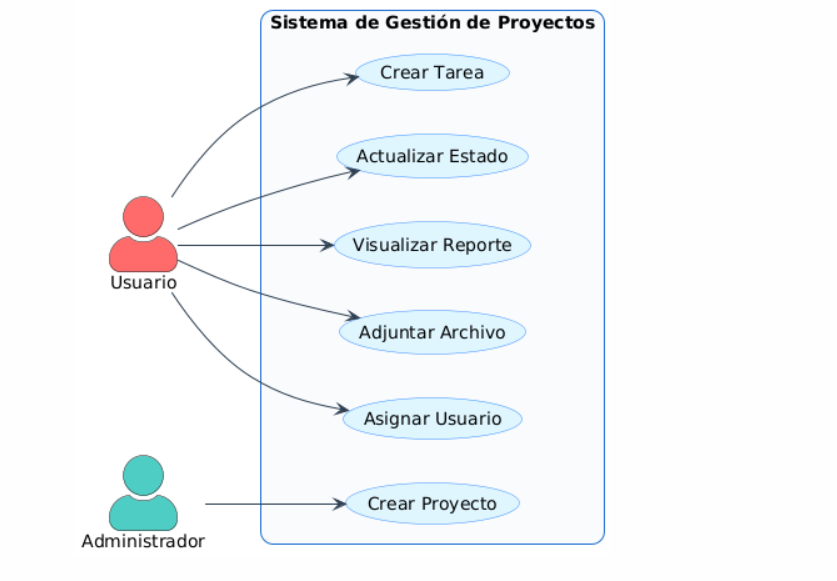 Sistema de Gestión de Proyectos
Crear Tarea
Actualizar Estado
Visualizar Reporte
Usuario
Adjuntar Archivo
Asignar Usuario
Crear Proyecto
Administrador